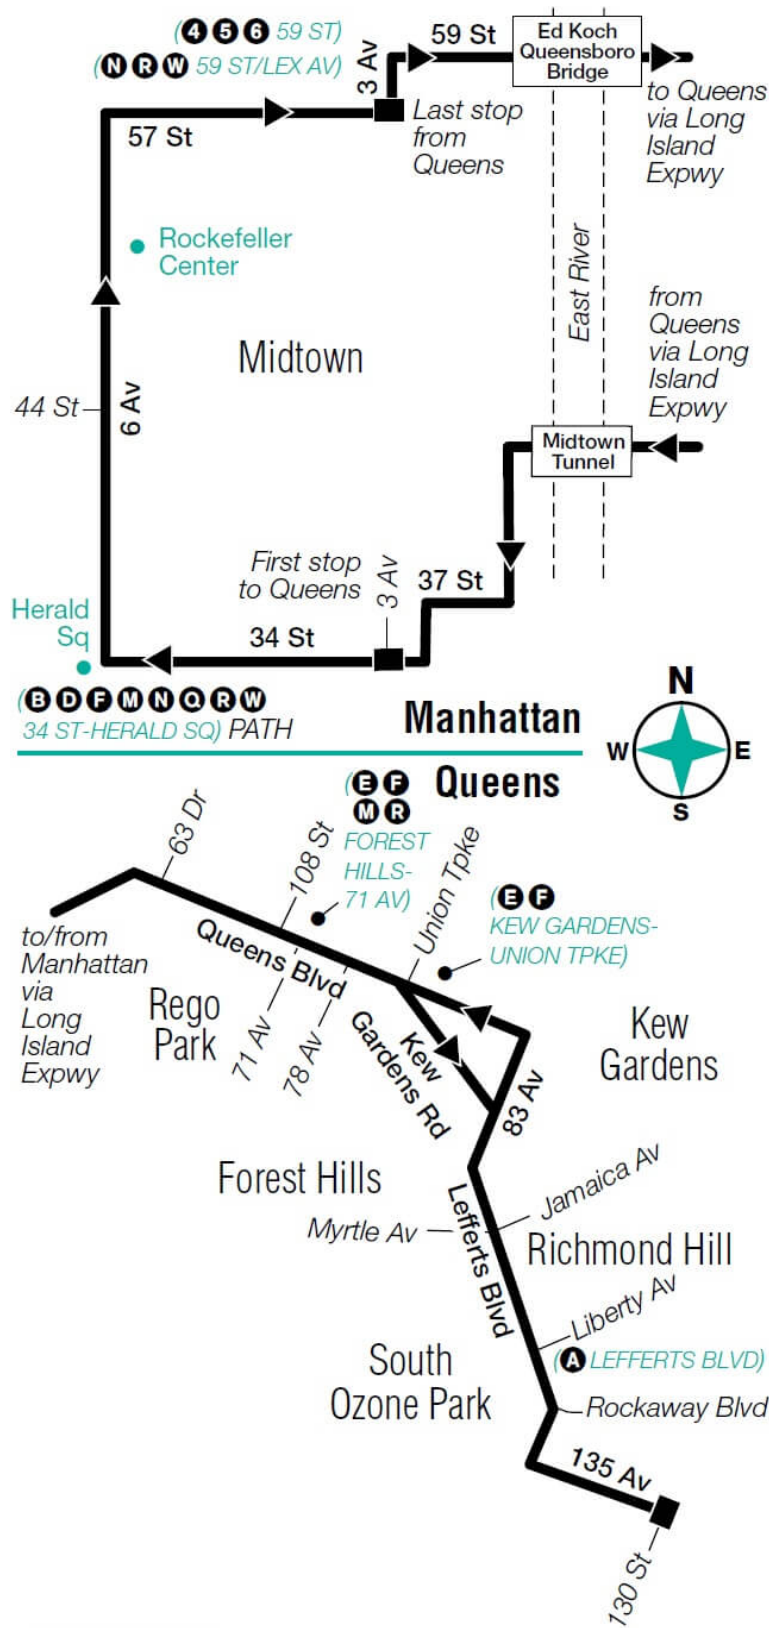 (4 5 6 59 ST)
(N R W 59 ST/LEX AV)
3 Av
59 St
Ed Koch
Queensboro
Bridge
57 St
Last stop
from
Queens
to Queens
via Long
Island
Expwy
Rockefeller
Center
East River
from
Queens
via Long
Island
Expwy
Midtown
44 St
6 Av
Midtown
Tunnel
First stop
to Queens
3 Av
37 St
Herald
Sq
34 St
(B D F M N Q R W
34 ST-HERALD SQ) PATH
Manhattan
N
W
E
S
Queens
(E F
M R
FOREST
HILLS-
71 AV)
63 Dr
108 St
Union Tpke
(E F
KEW GARDENS-
UNION TPKE)
to/from
Manhattan
via
Long
Island
Expwy
Queens Blvd
Rego
Park
71 Av
78 Av
Kew
Gardens Rd
Kew
Gardens
83 Av
Forest Hills
Jamaica Av
Myrtle Av
Lefferts Blvd
Richmond Hill
Liberty Av
(A LEFFERTS BLVD)
South
Ozone Park
Rockaway Blvd
135 Av
130 St